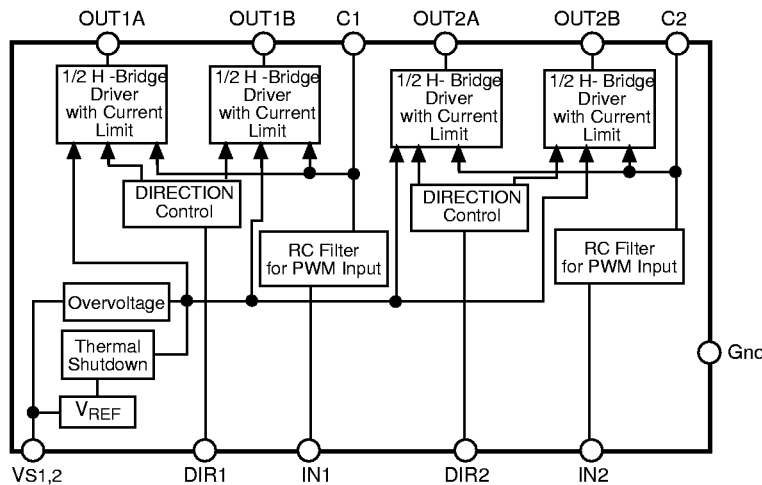 OUT1A OUT1B C1 OUT2A OUT2B C2
1/2 H -Bridge
Driver
with Current
Limit
1/2 H -Bridge
Driver
with Current
Limit
1/2 H- Bridge
Driver
with Current
Limit
1/2 H- Bridge
Driver
with Current
Limit
DIRECTION
Control
DIRECTION
Control
RC Filter
for PWM Input
RC Filter
for PWM Input
Overvoltage
Thermal
Shutdown
Gnd
VREF
VS1,2 DIR1 IN1 DIR2 IN2